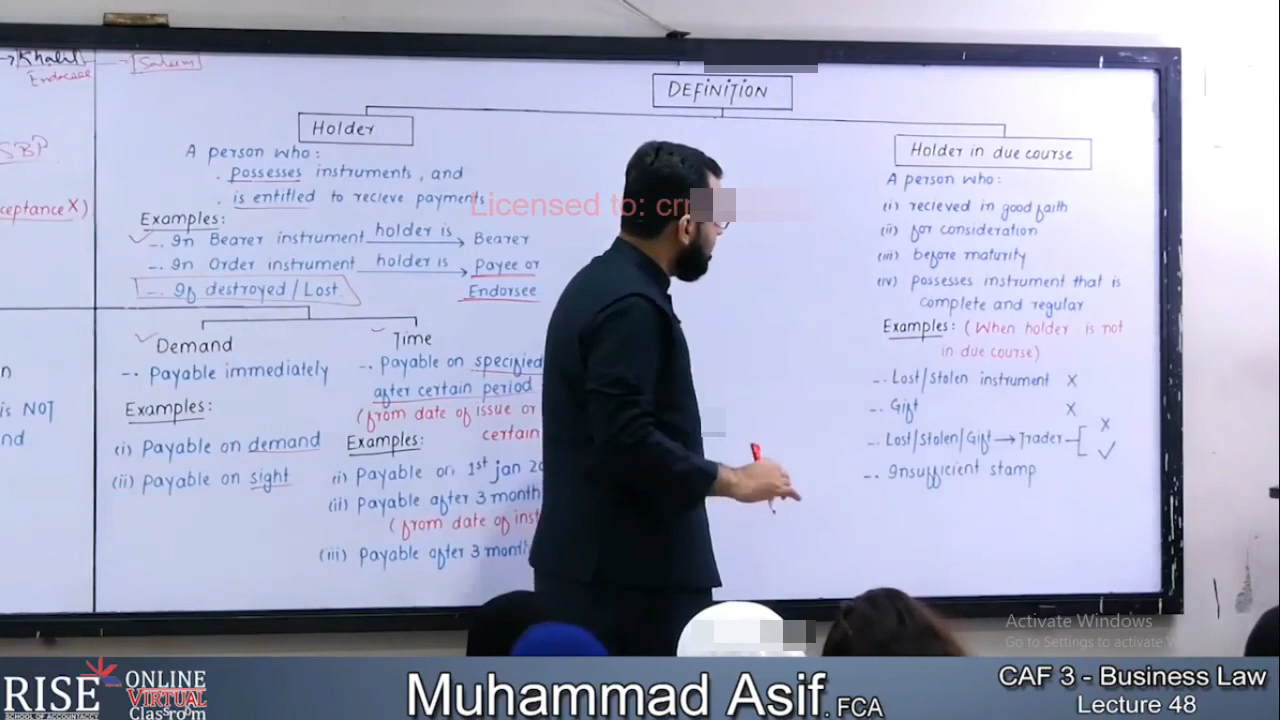 →Khalil
Endorsee
Salum
SBP
ceptance X)
n
is NOT
nd
DEFINITION
Holder
A person who:
. possesses instruments, and
. is entitled to recieve payments
Examples:
-. In Bearer instrument holder is → Bearer
-. In Order instrument holder is → Payee or
Endorsee
-. If destroyed/Lost.
Demand
-. Payable immediately
Examples:
(i) Payable on demand
(ii) Payable on sight
Time
-. Payable on specified
after certain period
(from date of issue or
certain
Examples:
(i) Payable on 1st jan 20
(ii) Payable after 3 month
(from date of inst
(iii) Payable after 3 month
Holder in due course
A person who:
(i) recieved in good faith
(ii) for consideration
(iii) before maturity
(iv) possesses instrument that is
complete and regular
Examples: (When holder is not
in due course)
-. Lost/Stolen instrument X
-. Gift X
-. Lost/Stolen/Gift → Trader X ✓
-. Insufficient stamp
Licensed to: cr
Activate Windows
Go to Settings to activate W
RISE
SCHOOL OF ACCOUNTANCY
ONLINE
VIRTUAL
Classroom
Muhammad Asif. FCA
CAF 3 - Business Law
Lecture 48